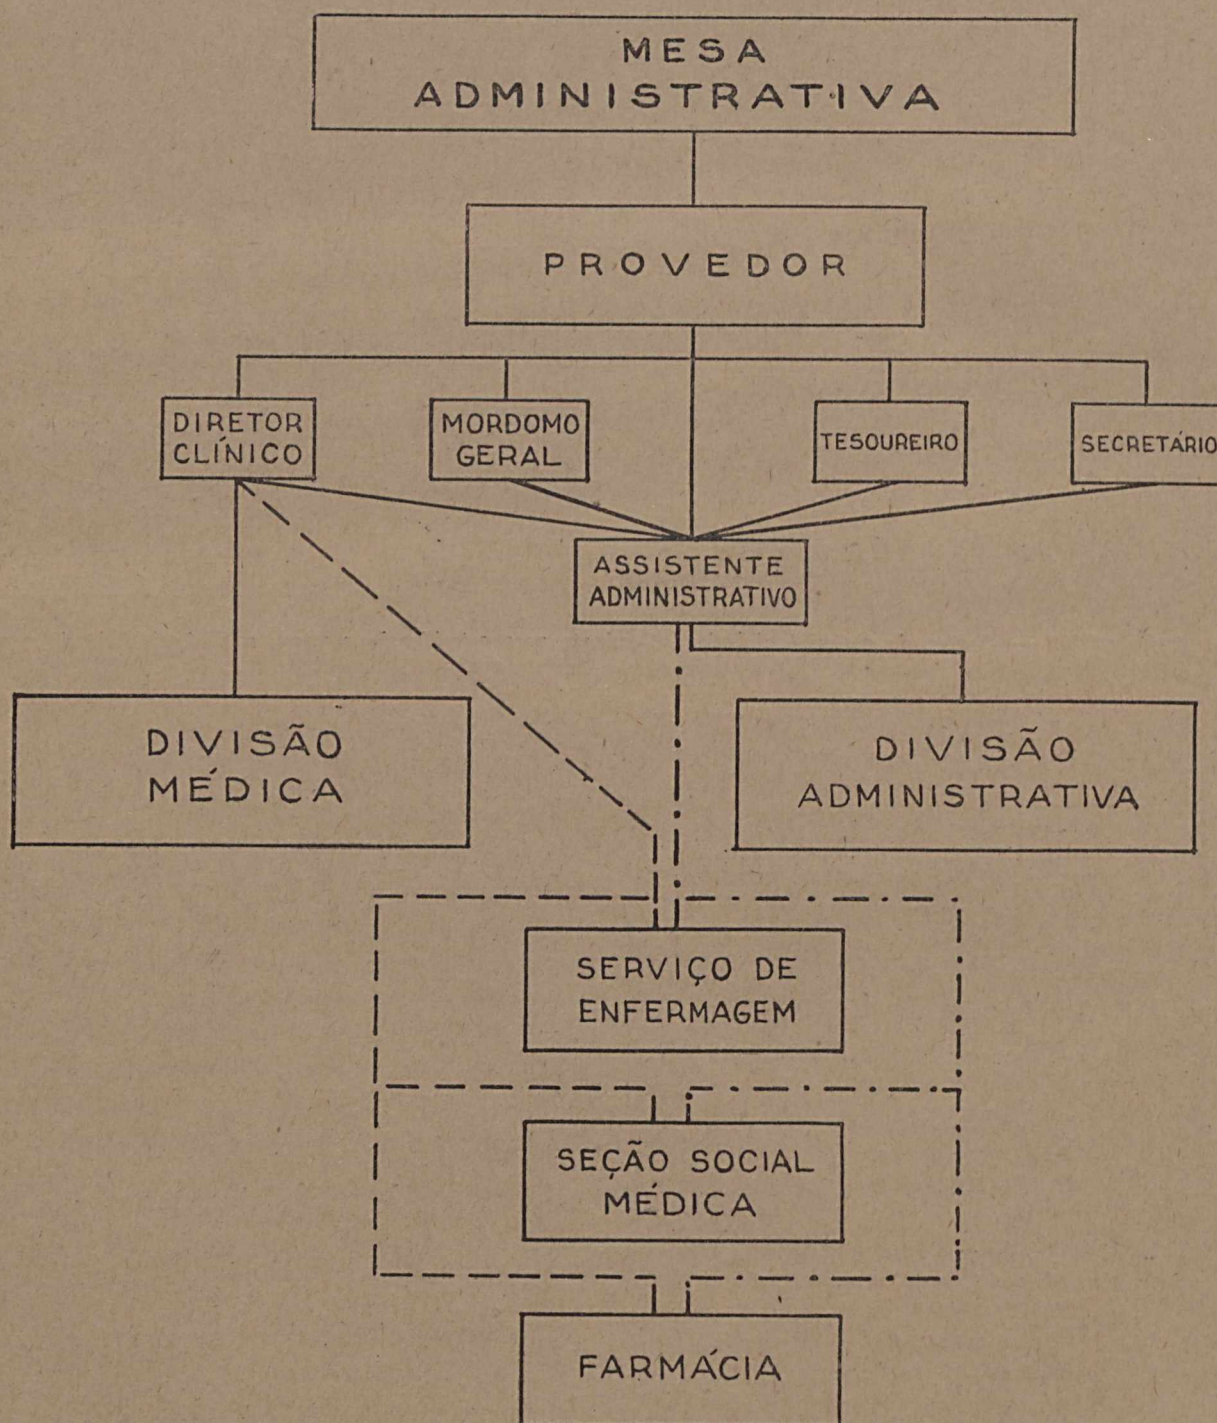 MESA
ADMINISTRATIVA
PROVEDOR
DIRETOR
CLÍNICO
MORDOMO
GERAL
TESOUREIRO
SECRETÁRIO
ASSISTENTE
ADMINISTRATIVO
DIVISÃO
MÉDICA
DIVISÃO
ADMINISTRATIVA
SERVIÇO DE
ENFERMAGEM
SEÇÃO SOCIAL
MÉDICA
FARMÁCIA